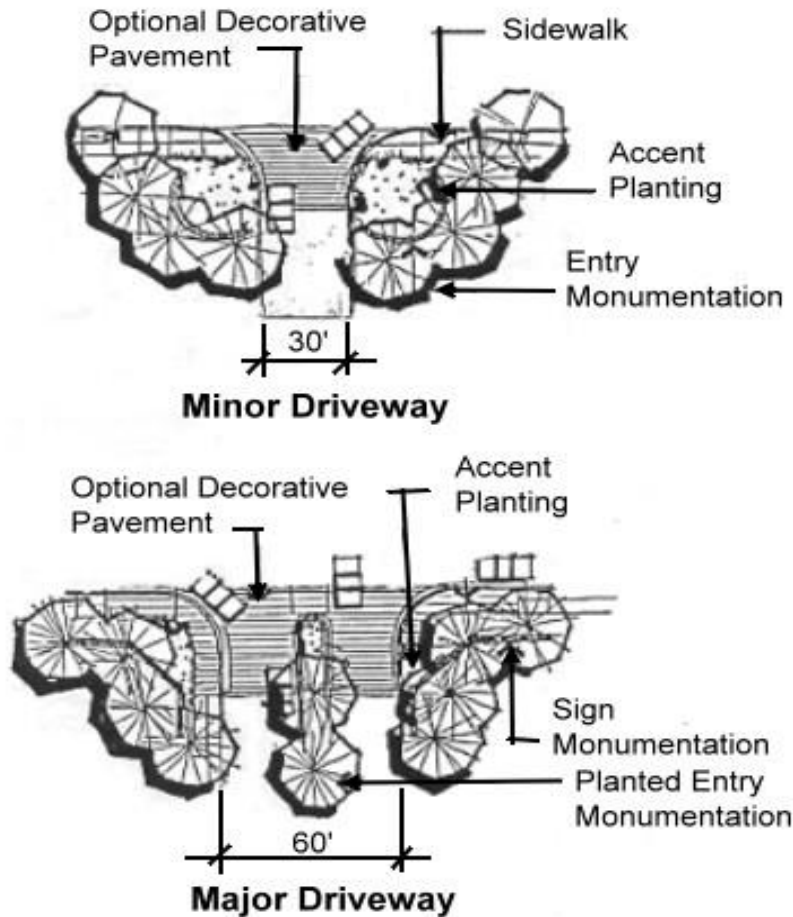 Optional Decorative
Pavement
Sidewalk
Accent
Planting
Entry
Monumentation
30'
Minor Driveway
Accent
Planting
Optional Decorative
Pavement
Sign
Monumentation
Planted Entry
Monumentation
60'
Major Driveway